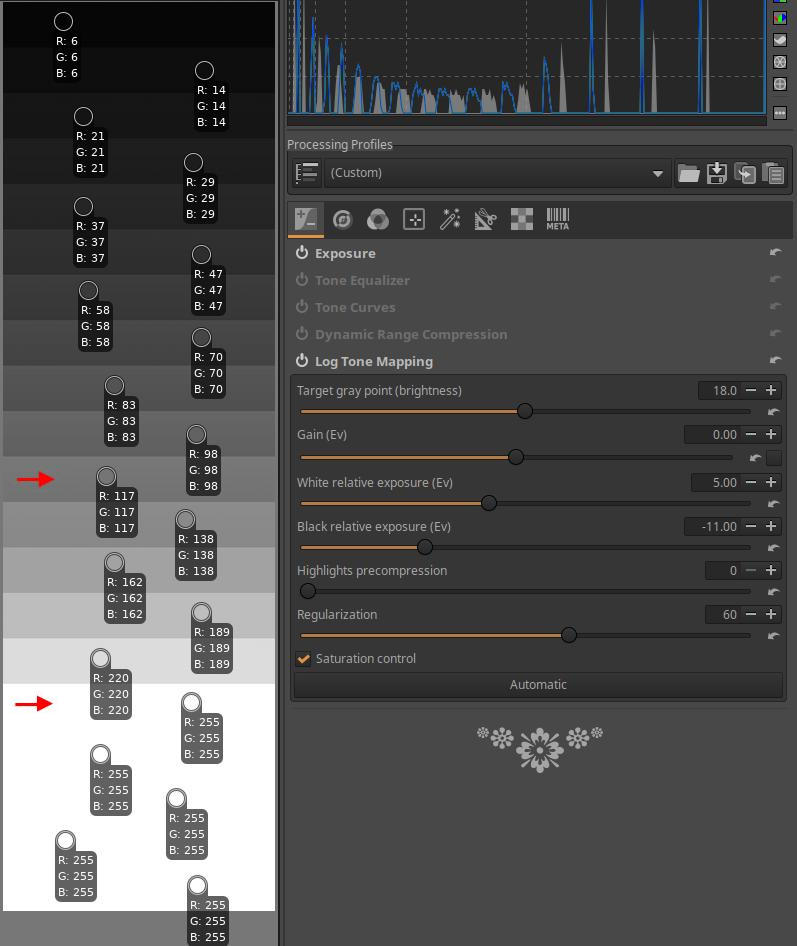 R: 6
G: 6
B: 6
R: 14
G: 14
B: 14
R: 21
G: 21
B: 21
R: 29
G: 29
B: 29
R: 37
G: 37
B: 37
R: 47
G: 47
B: 47
R: 58
G: 58
B: 58
R: 70
G: 70
B: 70
R: 83
G: 83
B: 83
R: 98
G: 98
B: 98
R: 117
G: 117
B: 117
R: 138
G: 138
B: 138
R: 162
G: 162
B: 162
R: 189
G: 189
B: 189
R: 220
G: 220
B: 220
R: 255
G: 255
B: 255
R: 255
G: 255
B: 255
R: 255
G: 255
B: 255
R: 255
G: 255
B: 255
R: 255
G: 255
B: 255
Processing Profiles
(Custom)
META
Exposure
Tone Equalizer
Tone Curves
Dynamic Range Compression
Log Tone Mapping
Target gray point (brightness) 18.0
Gain (Ev) 0.00
White relative exposure (Ev) 5.00
Black relative exposure (Ev) -11.00
Highlights precompression 0
Regularization 60
Saturation control
Automatic